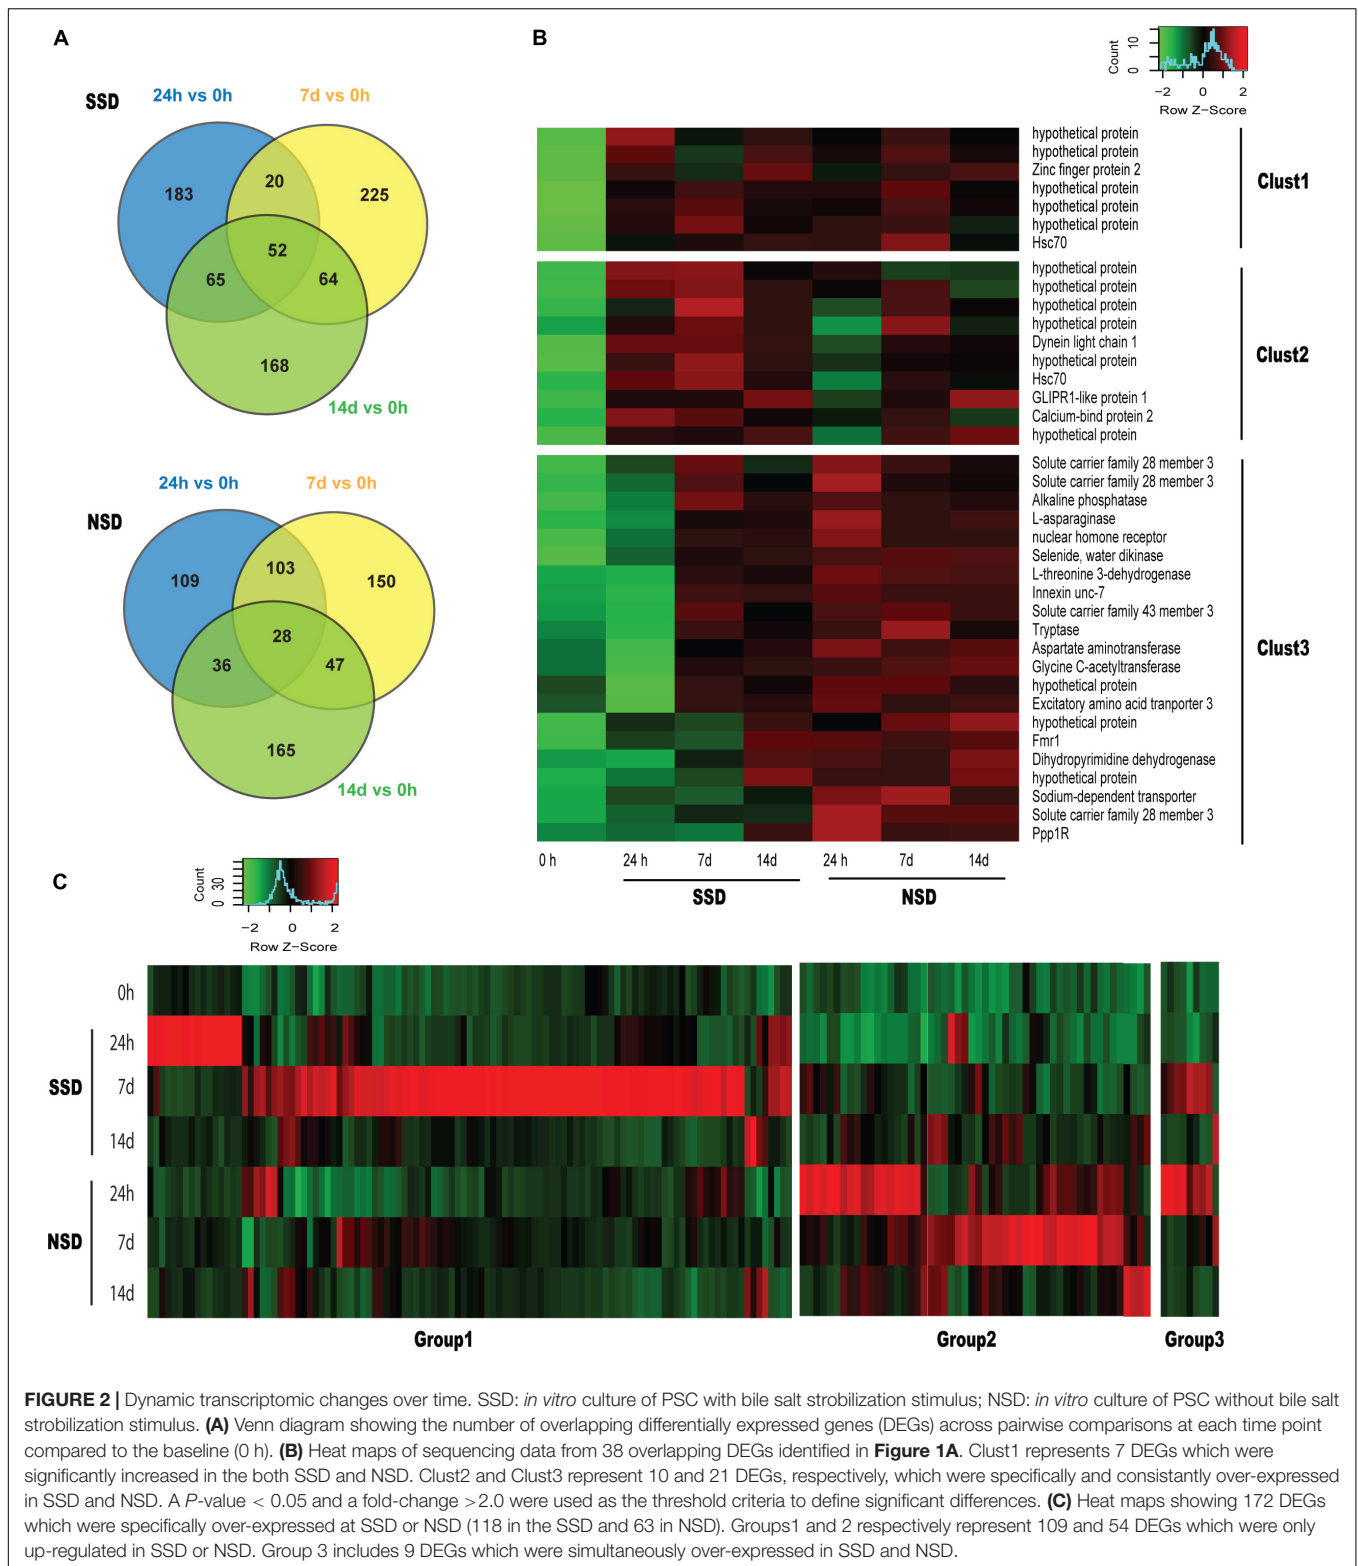 A
SSD
24h vs 0h
7d vs 0h
183
20
225
52
65
64
168
14d vs 0h
NSD
24h vs 0h
7d vs 0h
109
103
150
28
36
47
165
14d vs 0h
B
Count
0 10
−2 0 2
Row Z−Score
hypothetical protein
hypothetical protein
Zinc finger protein 2
hypothetical protein
hypothetical protein
hypothetical protein
Hsc70
Clust1
hypothetical protein
hypothetical protein
hypothetical protein
hypothetical protein
Dynein light chain 1
hypothetical protein
Hsc70
GLIPR1-like protein 1
Calcium-bind protein 2
hypothetical protein
Clust2
Solute carrier family 28 member 3
Solute carrier family 28 member 3
Alkaline phosphatase
L-asparaginase
nuclear homone receptor
Selenide, water dikinase
L-threonine 3-dehydrogenase
Innexin unc-7
Solute carrier family 43 member 3
Tryptase
Aspartate aminotransferase
Glycine C-acetyltransferase
hypothetical protein
Excitatory amino acid tranporter 3
hypothetical protein
Fmr1
Dihydropyrimidine dehydrogenase
hypothetical protein
Sodium-dependent transporter
Solute carrier family 28 member 3
Ppp1R
Clust3
0 h 24 h 7d 14d 24 h 7d 14d
SSD NSD
C
Count
0 30
−2 0 2
Row Z−Score
0h
24h
SSD 7d
14d
24h
NSD 7d
14d
Group1 Group2 Group3
FIGURE 2 | Dynamic transcriptomic changes over time. SSD: in vitro culture of PSC with bile salt strobilization stimulus; NSD: in vitro culture of PSC without bile salt
strobilization stimulus. (A) Venn diagram showing the number of overlapping differentially expressed genes (DEGs) across pairwise comparisons at each time point
compared to the baseline (0 h). (B) Heat maps of sequencing data from 38 overlapping DEGs identified in Figure 1A. Clust1 represents 7 DEGs which were
significantly increased in the both SSD and NSD. Clust2 and Clust3 represent 10 and 21 DEGs, respectively, which were specifically and consistantly over-expressed
in SSD and NSD. A P-value < 0.05 and a fold-change >2.0 were used as the threshold criteria to define significant differences. (C) Heat maps showing 172 DEGs
which were specifically over-expressed at SSD or NSD (118 in the SSD and 63 in NSD). Groups1 and 2 respectively represent 109 and 54 DEGs which were only
up-regulated in SSD or NSD. Group 3 includes 9 DEGs which were simultaneously over-expressed in SSD and NSD.